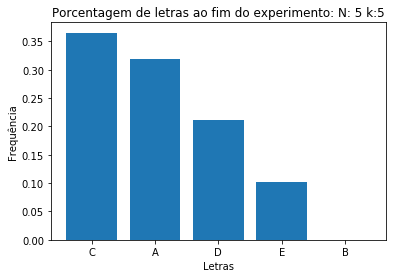 Porcentagem de letras ao fim do experimento: N: 5 k:5
Frequência
0.35
0.30
0.25
0.20
0.15
0.10
0.05
0.00
C A D E B
Letras